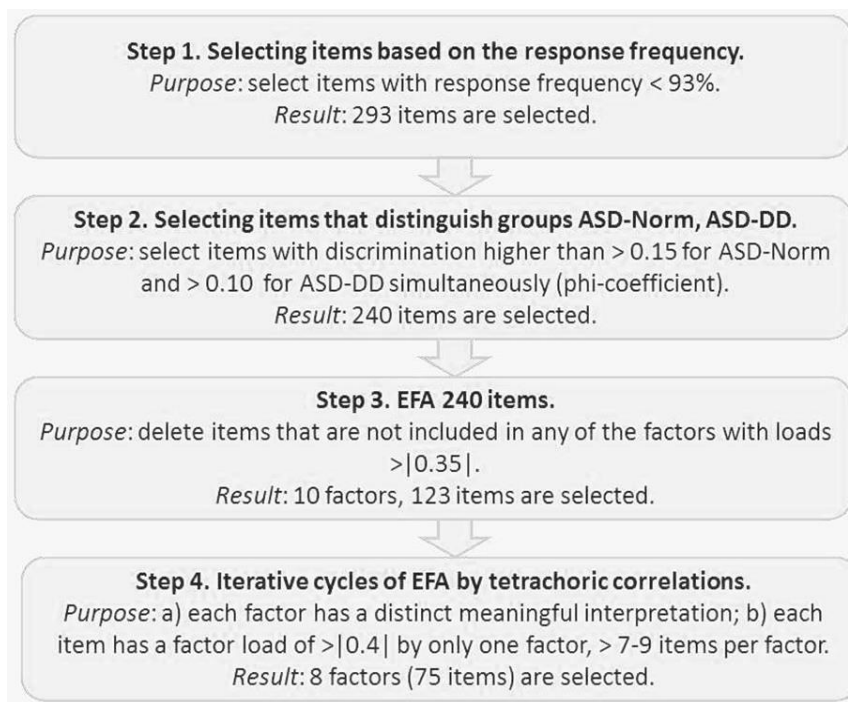 Step 1. Selecting items based on the response frequency.
Purpose: select items with response frequency < 93%.
Result: 293 items are selected.
Step 2. Selecting items that distinguish groups ASD-Norm, ASD-DD.
Purpose: select items with discrimination higher than > 0.15 for ASD-Norm
and > 0.10 for ASD-DD simultaneously (phi-coefficient).
Result: 240 items are selected.
Step 3. EFA 240 items.
Purpose: delete items that are not included in any of the factors with loads
>|0.35|.
Result: 10 factors, 123 items are selected.
Step 4. Iterative cycles of EFA by tetrachoric correlations.
Purpose: a) each factor has a distinct meaningful interpretation; b) each
item has a factor load of >|0.4| by only one factor, > 7-9 items per factor.
Result: 8 factors (75 items) are selected.